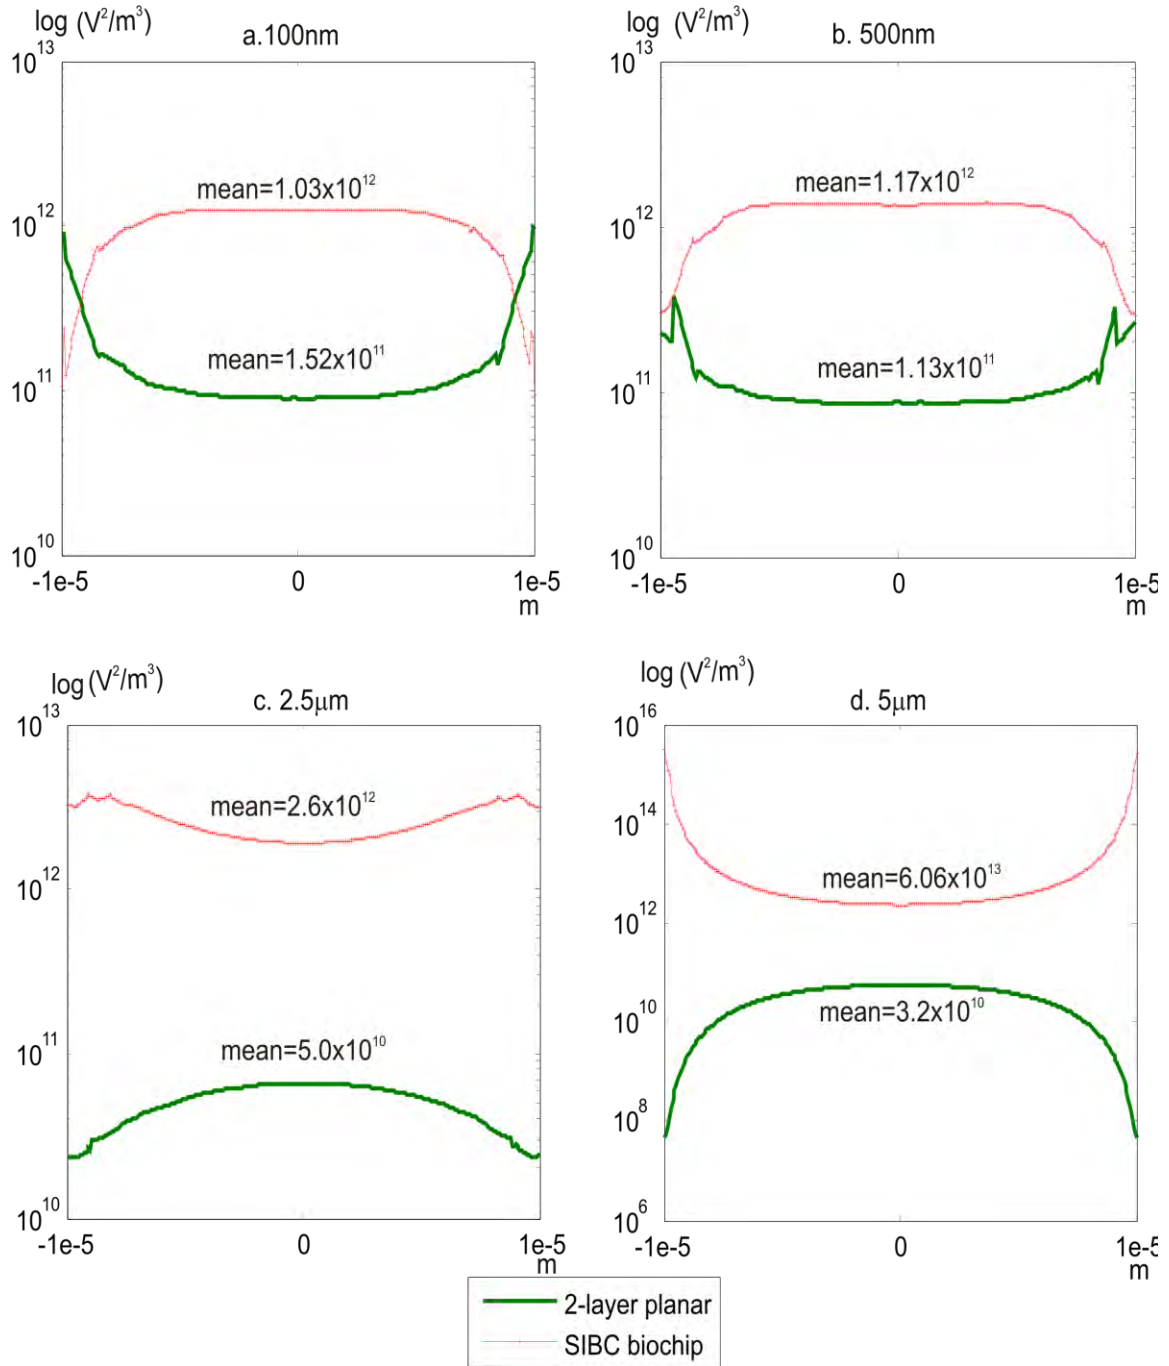 log (V²/m³)
a.100nm
10¹³
mean=1.03x10¹²
10¹²
mean=1.52x10¹¹
10¹¹
10¹⁰
-1e-5 0 1e-5
m
log (V²/m³)
b. 500nm
10¹³
mean=1.17x10¹²
10¹²
mean=1.13x10¹¹
10¹¹
10¹⁰
-1e-5 0 1e-5
m
log (V²/m³)
c. 2.5μm
10¹³
mean=2.6x10¹²
10¹²
10¹¹
mean=5.0x10¹⁰
10¹⁰
-1e-5 0 1e-5
m
log (V²/m³)
d. 5μm
10¹⁶
10¹⁴
mean=6.06x10¹³
10¹²
mean=3.2x10¹⁰
10¹⁰
10⁸
10⁶
-1e-5 0 1e-5
m
2-layer planar
SIBC biochip